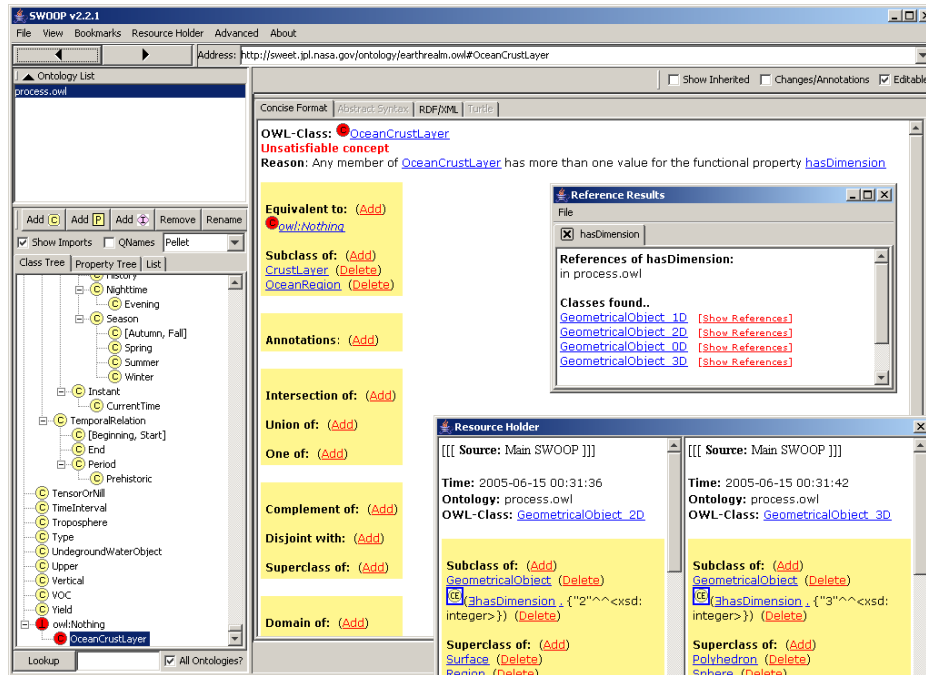 SWOOP v2.2.1
File View Bookmarks Resource Holder Advanced About
Address: http://sweet.jpl.nasa.gov/ontology/earthrealm.owl#OceanCrustLayer
Ontology List
process.owl
Show Inherited Changes/Annotations Editable
Add C Add P Add I Remove Rename
Show Imports QNames Pellet
Class Tree Property Tree List
History
C Nighttime
C Evening
C Season
C [Autumn, Fall]
C Spring
C Summer
C Winter
C Instant
C CurrentTime
C TemporalRelation
C [Beginning, Start]
C End
C Period
C Prehistoric
C TensorOrNill
C TimeInterval
C Troposphere
C Type
C UndegroundWaterObject
C Upper
C Vertical
C VOC
C Yield
owl:Nothing
C OceanCrustLayer
Lookup All Ontologies?
Concise Format Abstract Syntax RDF/XML Turtle
OWL-Class: C OceanCrustLayer
Unsatisfiable concept
Reason: Any member of OceanCrustLayer has more than one value for the functional property hasDimension
Equivalent to: (Add)
C owl:Nothing
Subclass of: (Add)
CrustLayer (Delete)
OceanRegion (Delete)
Annotations: (Add)
Intersection of: (Add)
Union of: (Add)
One of: (Add)
Complement of: (Add)
Disjoint with: (Add)
Superclass of: (Add)
Domain of: (Add)
Reference Results
File
hasDimension
References of hasDimension:
in process.owl
Classes found..
GeometricalObject_1D [Show References]
GeometricalObject_2D [Show References]
GeometricalObject_0D [Show References]
GeometricalObject_3D [Show References]
Resource Holder
[[[ Source: Main SWOOP ]]]
Time: 2005-06-15 00:31:36
Ontology: process.owl
OWL-Class: GeometricalObject_2D
Subclass of: (Add)
GeometricalObject (Delete)
CE (∃hasDimension . {"2"^^<xsd:
integer>}) (Delete)
Superclass of: (Add)
Surface (Delete)
Region (Delete)
[[[ Source: Main SWOOP ]]]
Time: 2005-06-15 00:31:42
Ontology: process.owl
OWL-Class: GeometricalObject_3D
Subclass of: (Add)
GeometricalObject (Delete)
CE (∃hasDimension . {"3"^^<xsd:
integer>}) (Delete)
Superclass of: (Add)
Polyhedron (Delete)
Sphere (Delete)